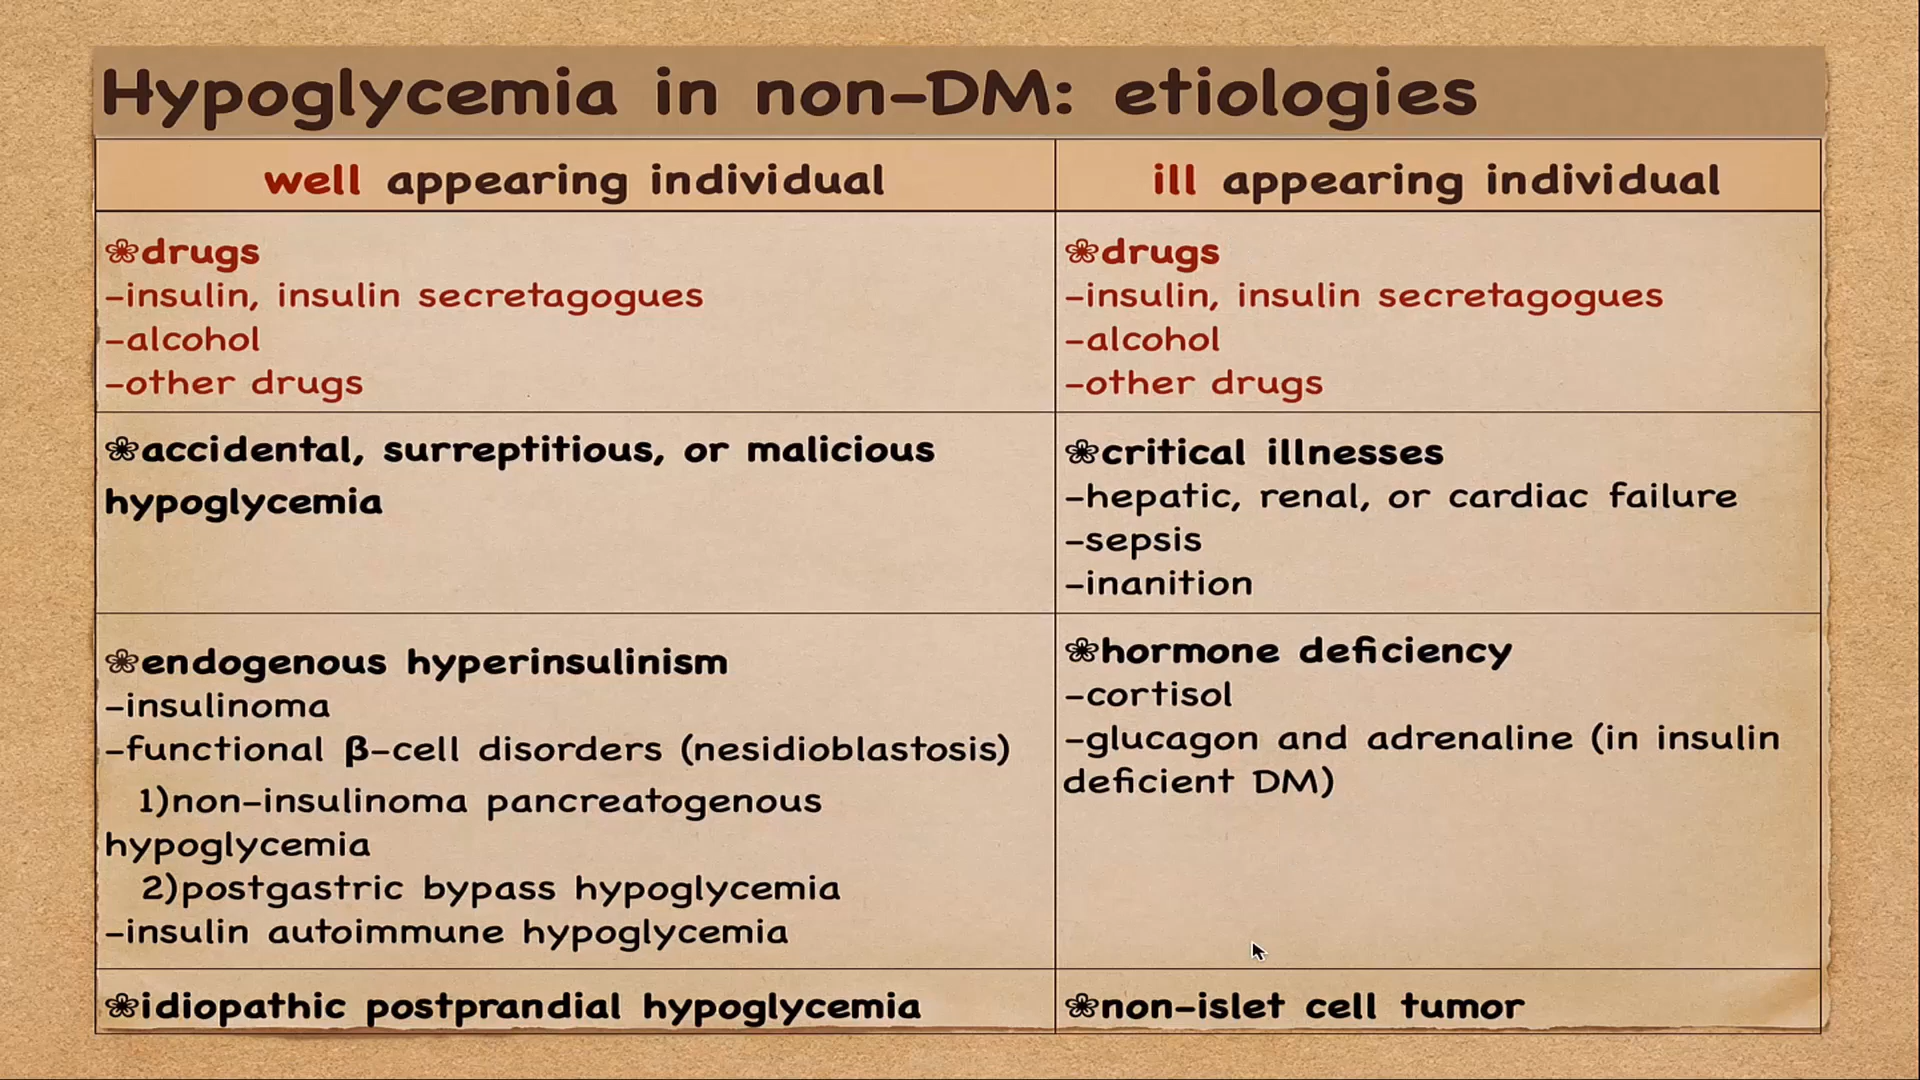 Hypoglycemia in non-DM: etiologies
well appearing individual
❀drugs
-insulin, insulin secretagogues
-alcohol
-other drugs
❀accidental, surreptitious, or malicious
hypoglycemia
❀endogenous hyperinsulinism
-insulinoma
-functional β-cell disorders (nesidioblastosis)
1)non-insulinoma pancreatogenous
hypoglycemia
2)postgastric bypass hypoglycemia
-insulin autoimmune hypoglycemia
❀idiopathic postprandial hypoglycemia
ill appearing individual
❀drugs
-insulin, insulin secretagogues
-alcohol
-other drugs
❀critical illnesses
-hepatic, renal, or cardiac failure
-sepsis
-inanition
❀hormone deficiency
-cortisol
-glucagon and adrenaline (in insulin
deficient DM)
❀non-islet cell tumor